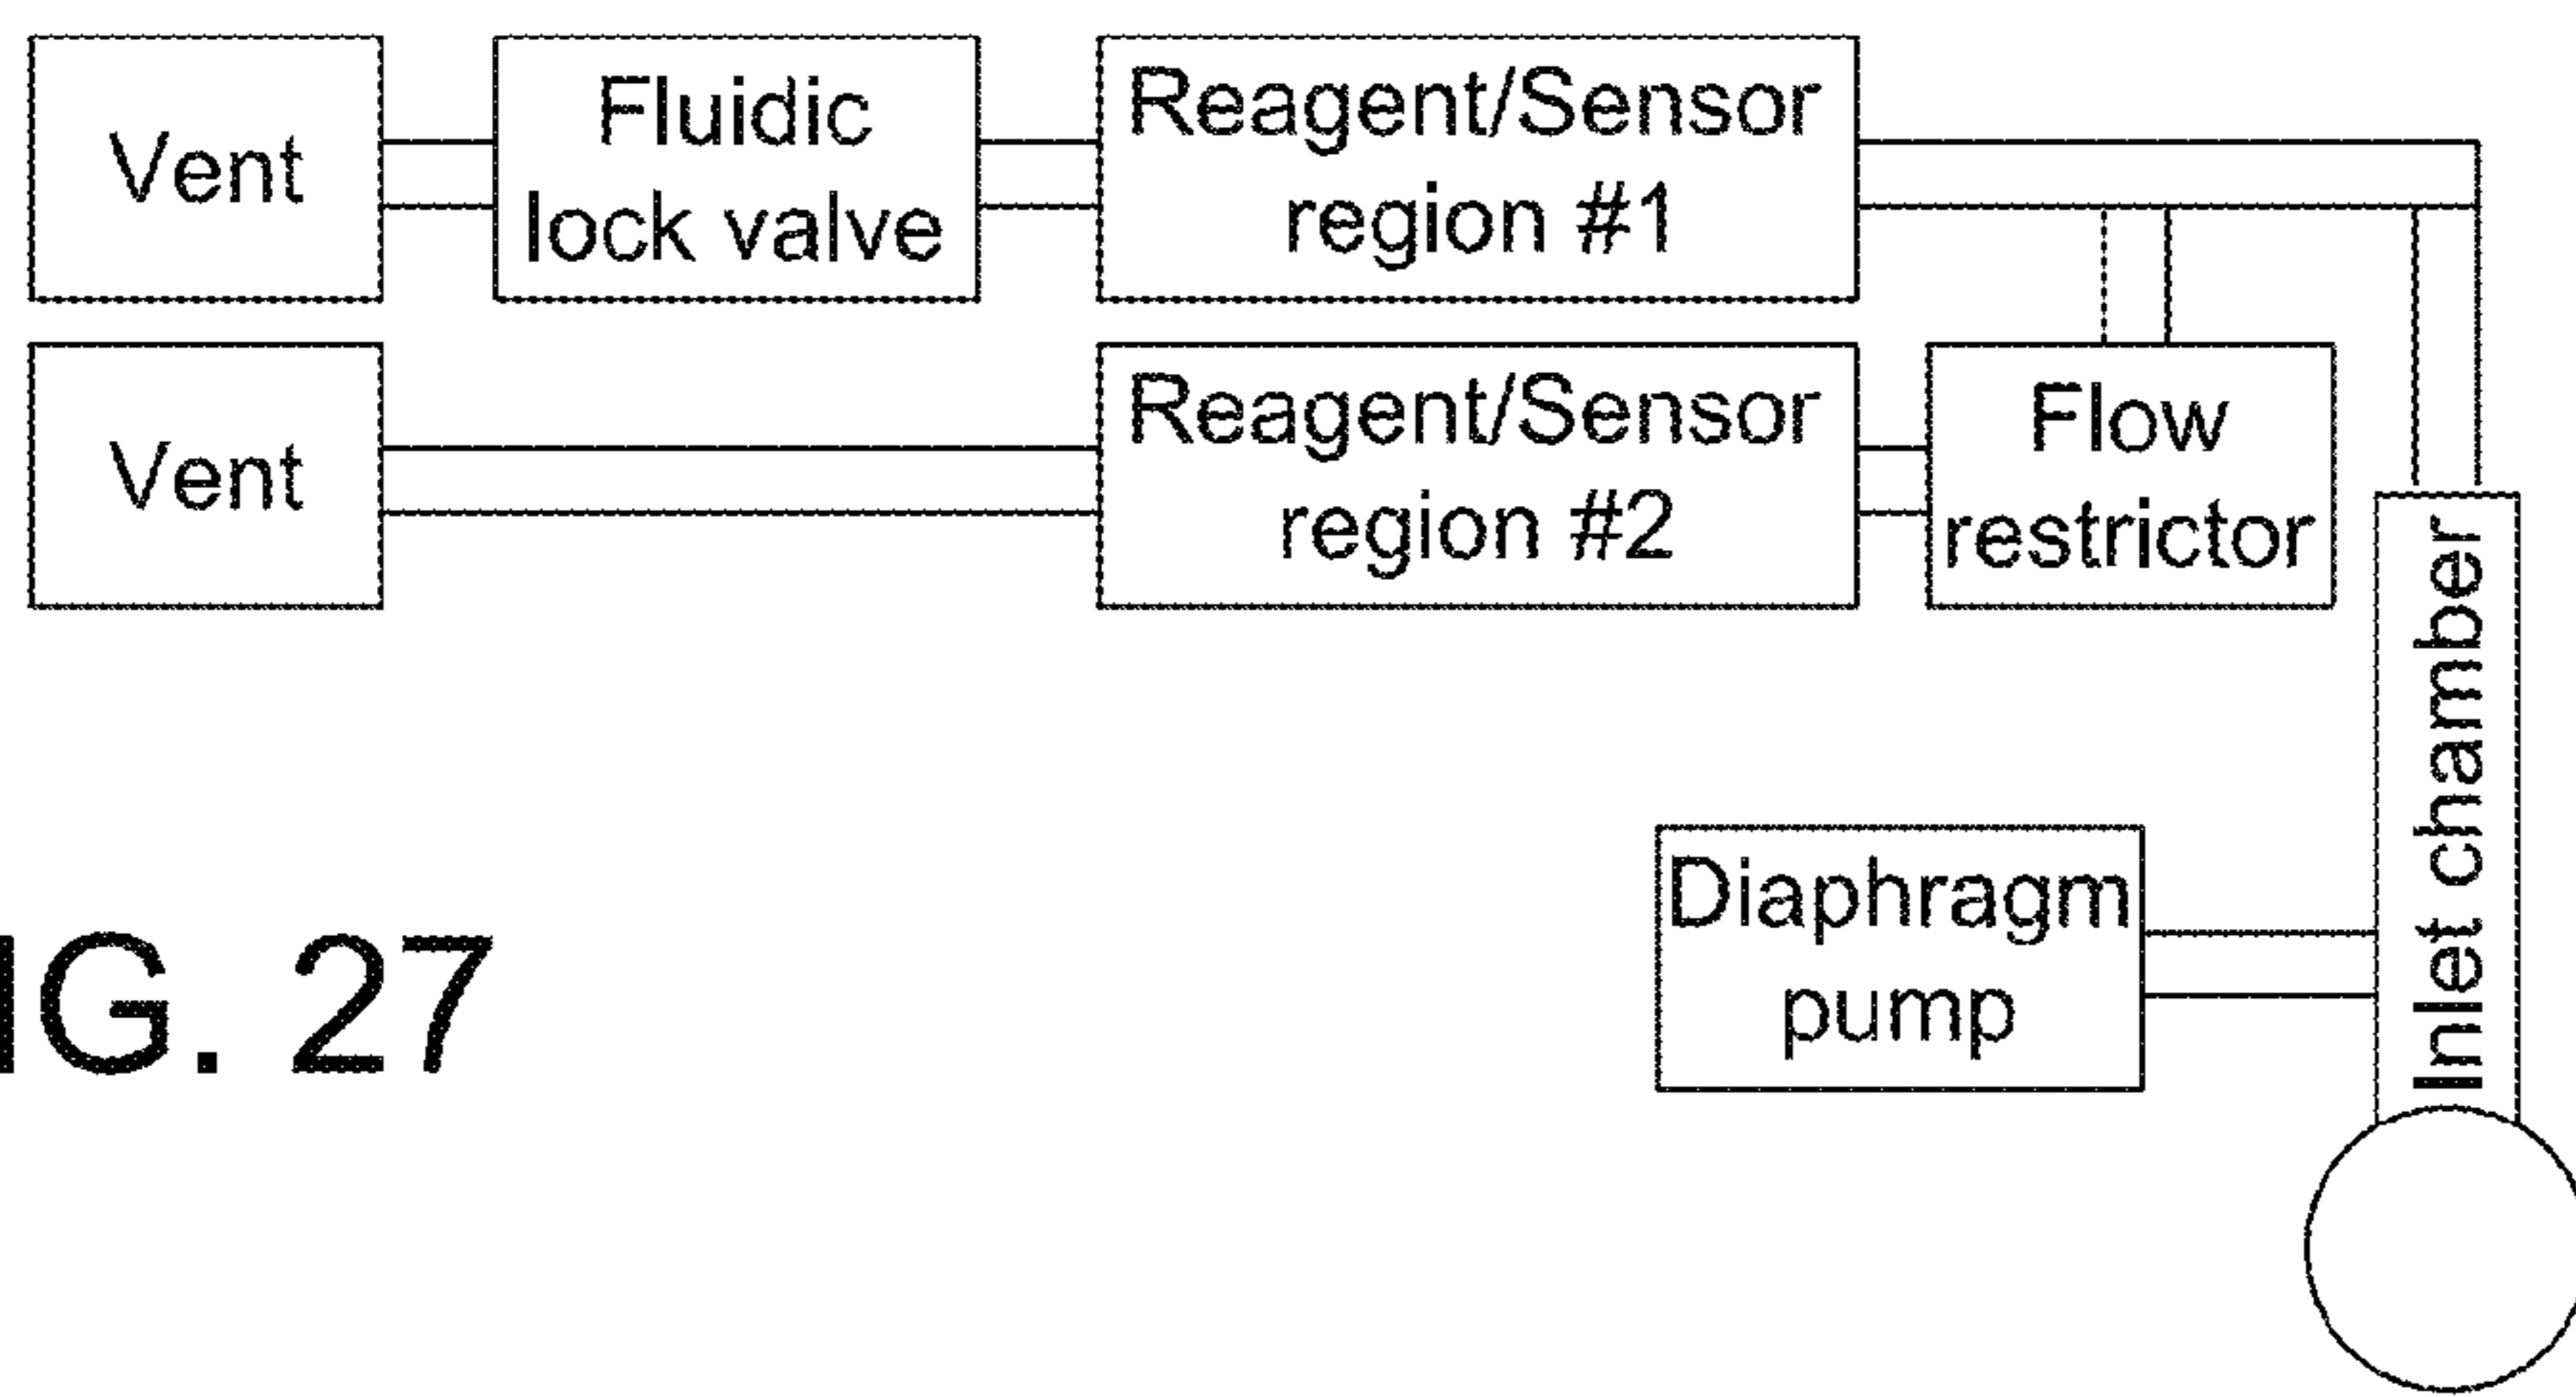 Vent
Fluidic
lock valve
Reagent/Sensor
region #1
Vent
Reagent/Sensor
region #2
Flow
restrictor
Inlet chamber
Diaphragm
pump
IG. 27